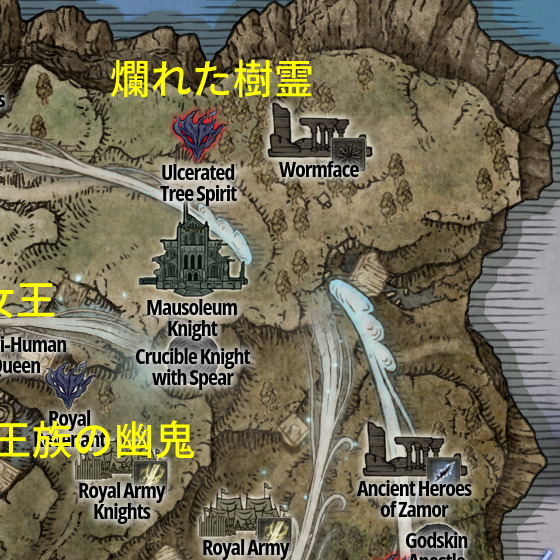 爛れた樹霊
s
Ulcerated
Tree Spirit
Wormface
Mausoleum
Knight
女王
i-Human
Queen
Crucible Knight
with Spear
Royal
王族の幽鬼
Royal Army
Knights
Ancient Heroes
of Zamor
Royal Army
Godskin
Apostle